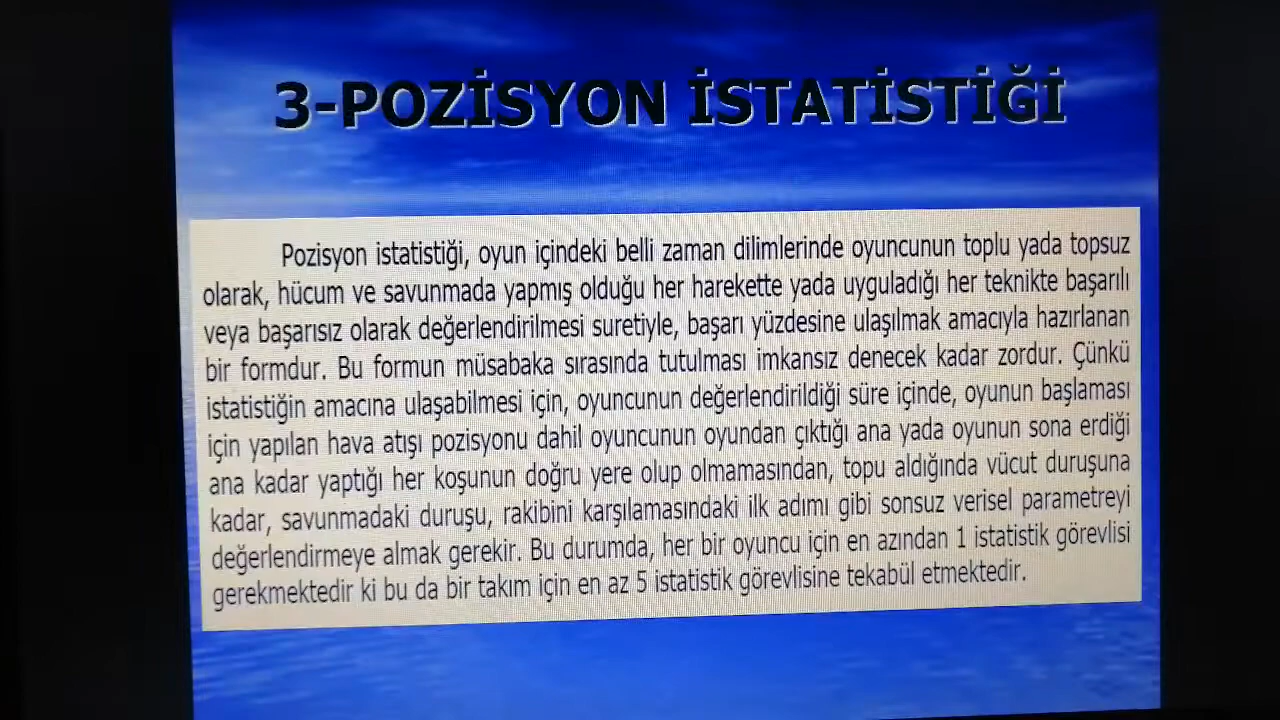 3-POZİSYON İSTATİSTİĞİ
Pozisyon istatistiği, oyun içindeki belli zaman dilimlerinde oyuncunun toplu yada topsuz
olarak, hücum ve savunmada yapmış olduğu her harekette yada uyguladığı her teknikte başarılı
veya başarısız olarak değerlendirilmesi suretiyle, başarı yüzdesine ulaşılmak amacıyla hazırlanan
bir formdur. Bu formun müsabaka sırasında tutulması imkansız denecek kadar zordur. Çünkü
istatistiğin amacına ulaşabilmesi için, oyuncunun değerlendirildiği süre içinde, oyunun başlaması
için yapılan hava atışı pozisyonu dahil oyuncunun oyundan çıktığı ana yada oyunun sona erdiği
ana kadar yaptığı her koşunun doğru yere olup olmamasından, topu aldığında vücut duruşuna
kadar, savunmadaki duruşu, rakibini karşılamasındaki ilk adımı gibi sonsuz verisel parametreyi
değerlendirmeye almak gerekir. Bu durumda, her bir oyuncu için en azından 1 istatistik görevlisi
gerekmektedir ki bu da bir takım için en az 5 istatistik görevlisine tekabül etmektedir.